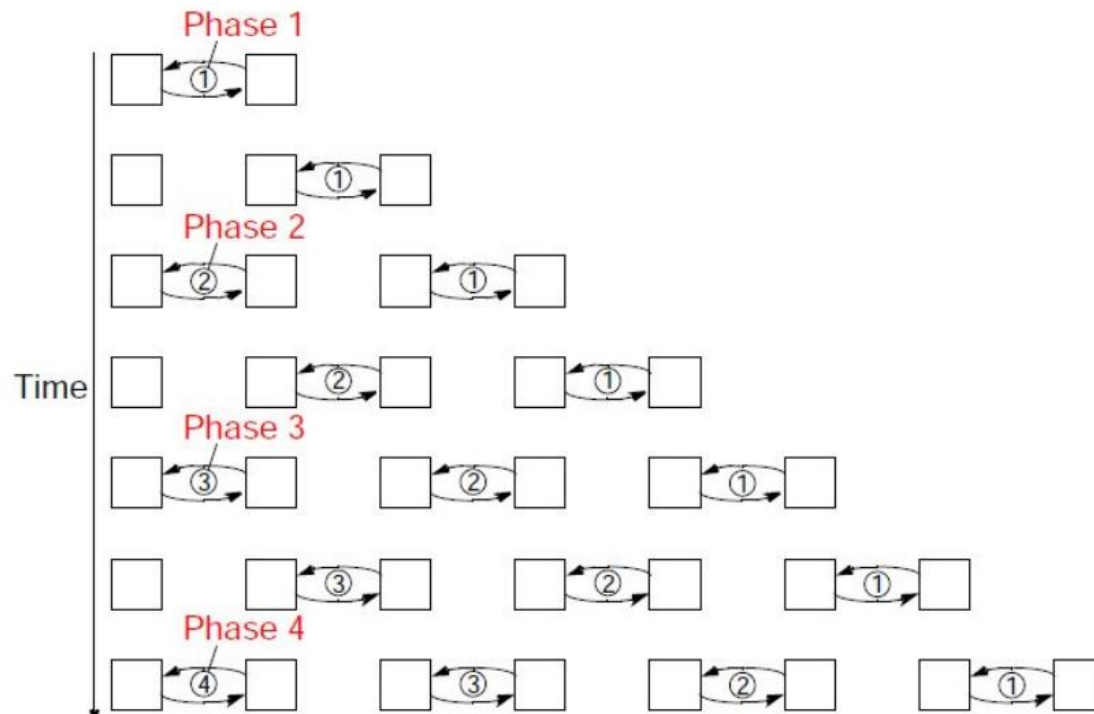 Phase 1
①
①
Phase 2
② ①
Time
② ①
Phase 3
③ ② ①
③ ② ①
Phase 4
④ ③ ② ①